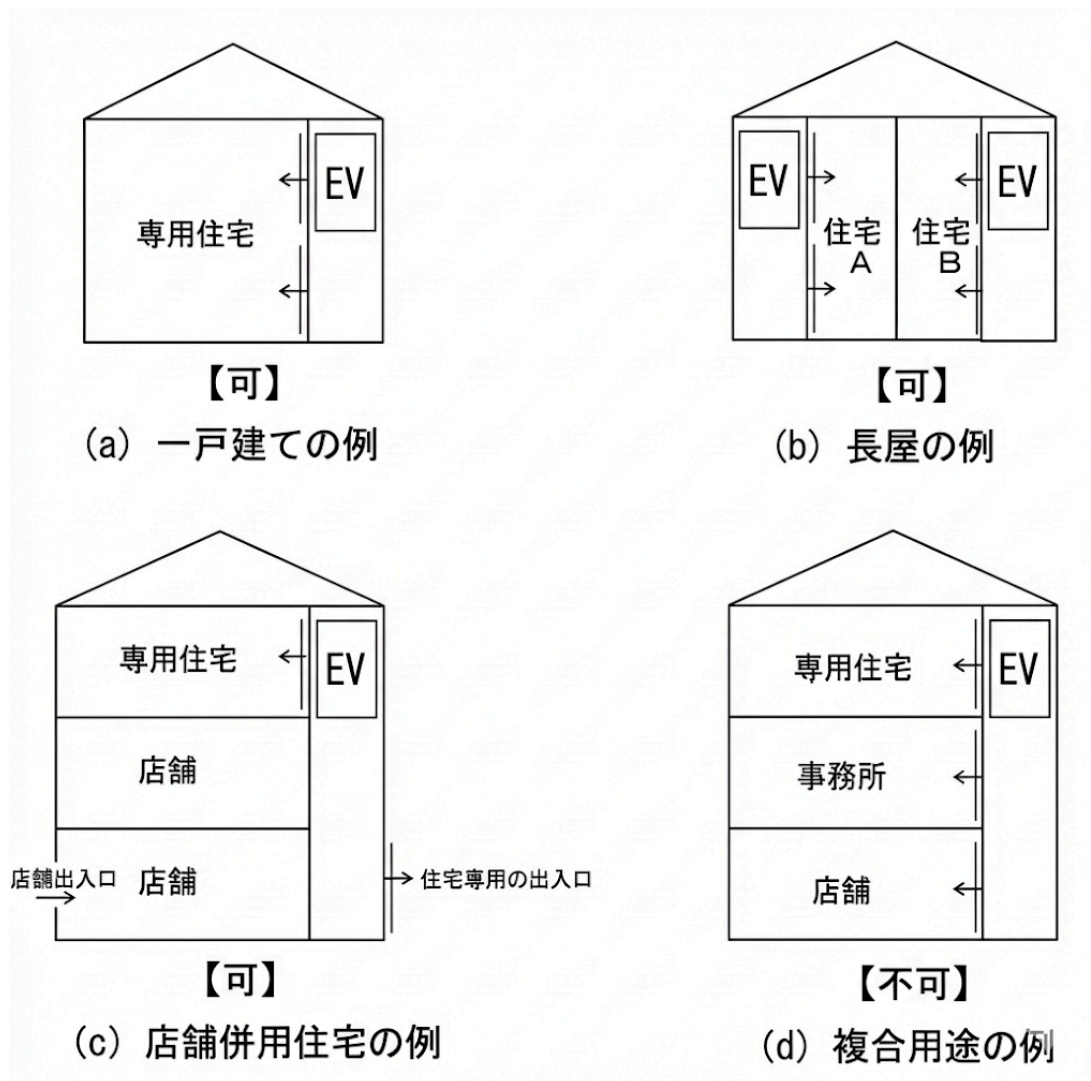 専用住宅
EV
【可】
(a) 一戸建ての例
EV
住宅
A
住宅
B
EV
【可】
(b) 長屋の例
専用住宅
EV
店舗
店舗出入口
店舗
住宅専用の出入口
【可】
(c) 店舗併用住宅の例
専用住宅
EV
事務所
店舗
【不可】
(d) 複合用途の例